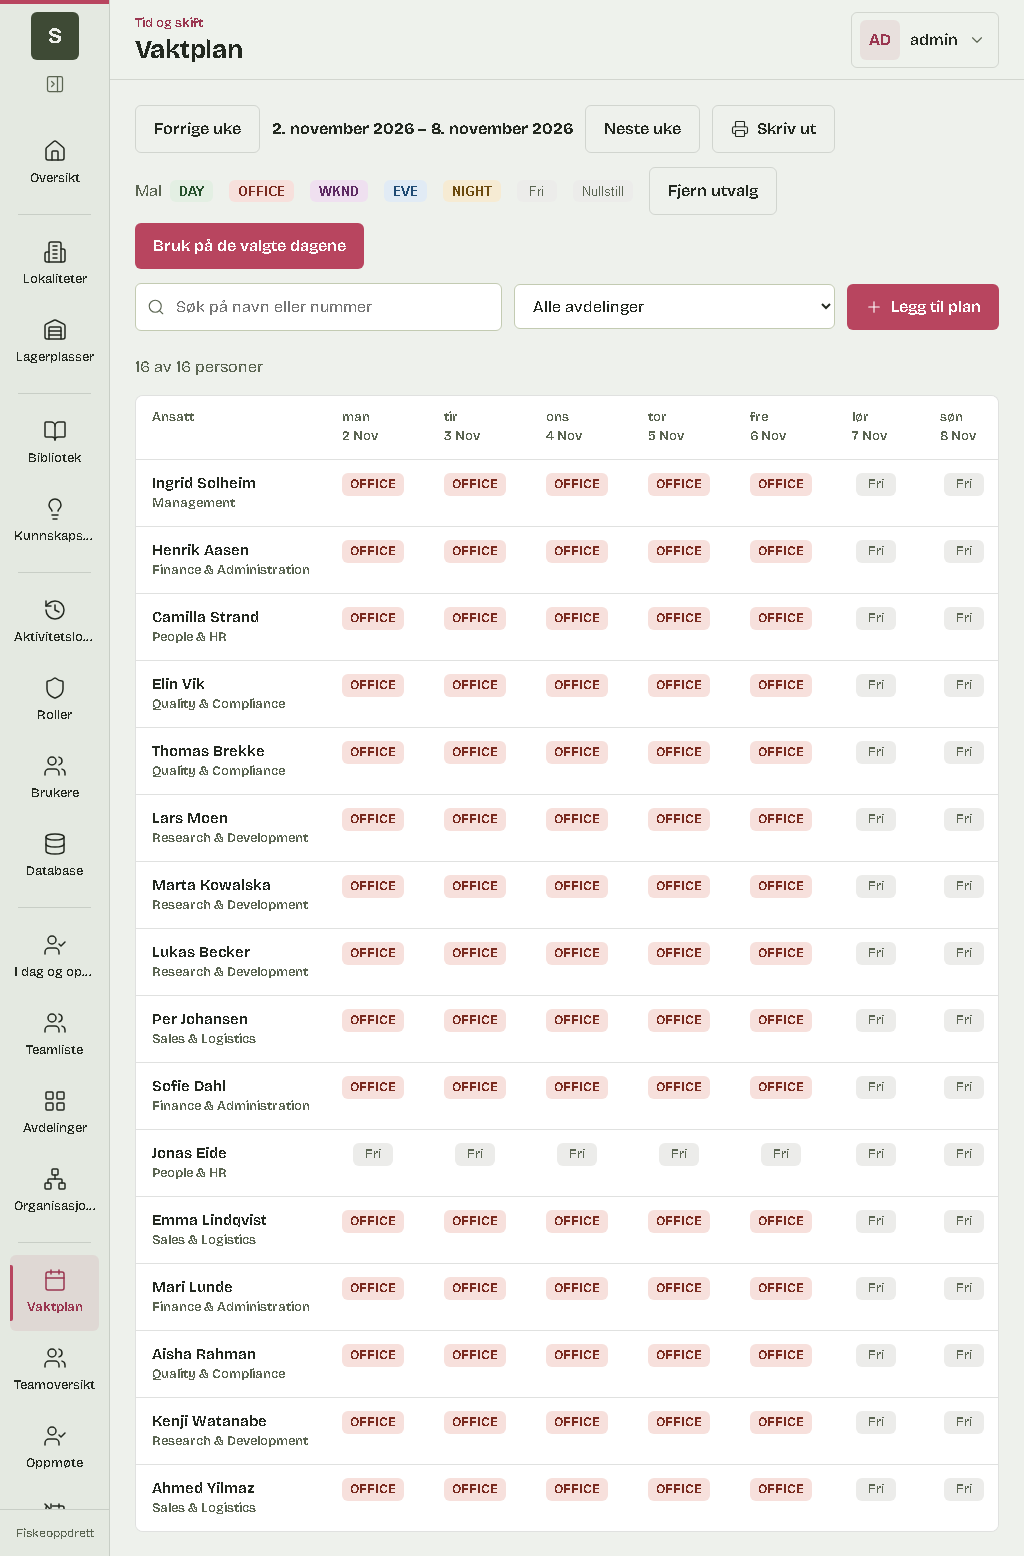 S
Oversikt
Lokaliteter
Lagerplasser
Bibliotek
Kunnskaps...
Aktivitetslo...
Roller
Brukere
Database
I dag og op...
Teamliste
Avdelinger
Organisasjo...
Vaktplan
Teamoversikt
Oppmøte
Fiskeoppdrett
Tid og skift
Vaktplan
AD admin
Forrige uke 2. november 2026 – 8. november 2026 Neste uke Skriv ut
Mal DAY OFFICE WKND EVE NIGHT Fri Nullstill Fjern utvalg
Bruk på de valgte dagene
Søk på navn eller nummer Alle avdelinger Legg til plan
16 av 16 personer
Ansatt man tir ons tor fre lør søn
2 Nov 3 Nov 4 Nov 5 Nov 6 Nov 7 Nov 8 Nov
Ingrid Solheim OFFICE OFFICE OFFICE OFFICE OFFICE Fri Fri
Management
Henrik Aasen OFFICE OFFICE OFFICE OFFICE OFFICE Fri Fri
Finance & Administration
Camilla Strand OFFICE OFFICE OFFICE OFFICE OFFICE Fri Fri
People & HR
Elin Vik OFFICE OFFICE OFFICE OFFICE OFFICE Fri Fri
Quality & Compliance
Thomas Brekke OFFICE OFFICE OFFICE OFFICE OFFICE Fri Fri
Quality & Compliance
Lars Moen OFFICE OFFICE OFFICE OFFICE OFFICE Fri Fri
Research & Development
Marta Kowalska OFFICE OFFICE OFFICE OFFICE OFFICE Fri Fri
Research & Development
Lukas Becker OFFICE OFFICE OFFICE OFFICE OFFICE Fri Fri
Research & Development
Per Johansen OFFICE OFFICE OFFICE OFFICE OFFICE Fri Fri
Sales & Logistics
Sofie Dahl OFFICE OFFICE OFFICE OFFICE OFFICE Fri Fri
Finance & Administration
Jonas Eide Fri Fri Fri Fri Fri Fri Fri
People & HR
Emma Lindqvist OFFICE OFFICE OFFICE OFFICE OFFICE Fri Fri
Sales & Logistics
Mari Lunde OFFICE OFFICE OFFICE OFFICE OFFICE Fri Fri
Finance & Administration
Aisha Rahman OFFICE OFFICE OFFICE OFFICE OFFICE Fri Fri
Quality & Compliance
Kenji Watanabe OFFICE OFFICE OFFICE OFFICE OFFICE Fri Fri
Research & Development
Ahmed Yilmaz OFFICE OFFICE OFFICE OFFICE OFFICE Fri Fri
Sales & Logistics